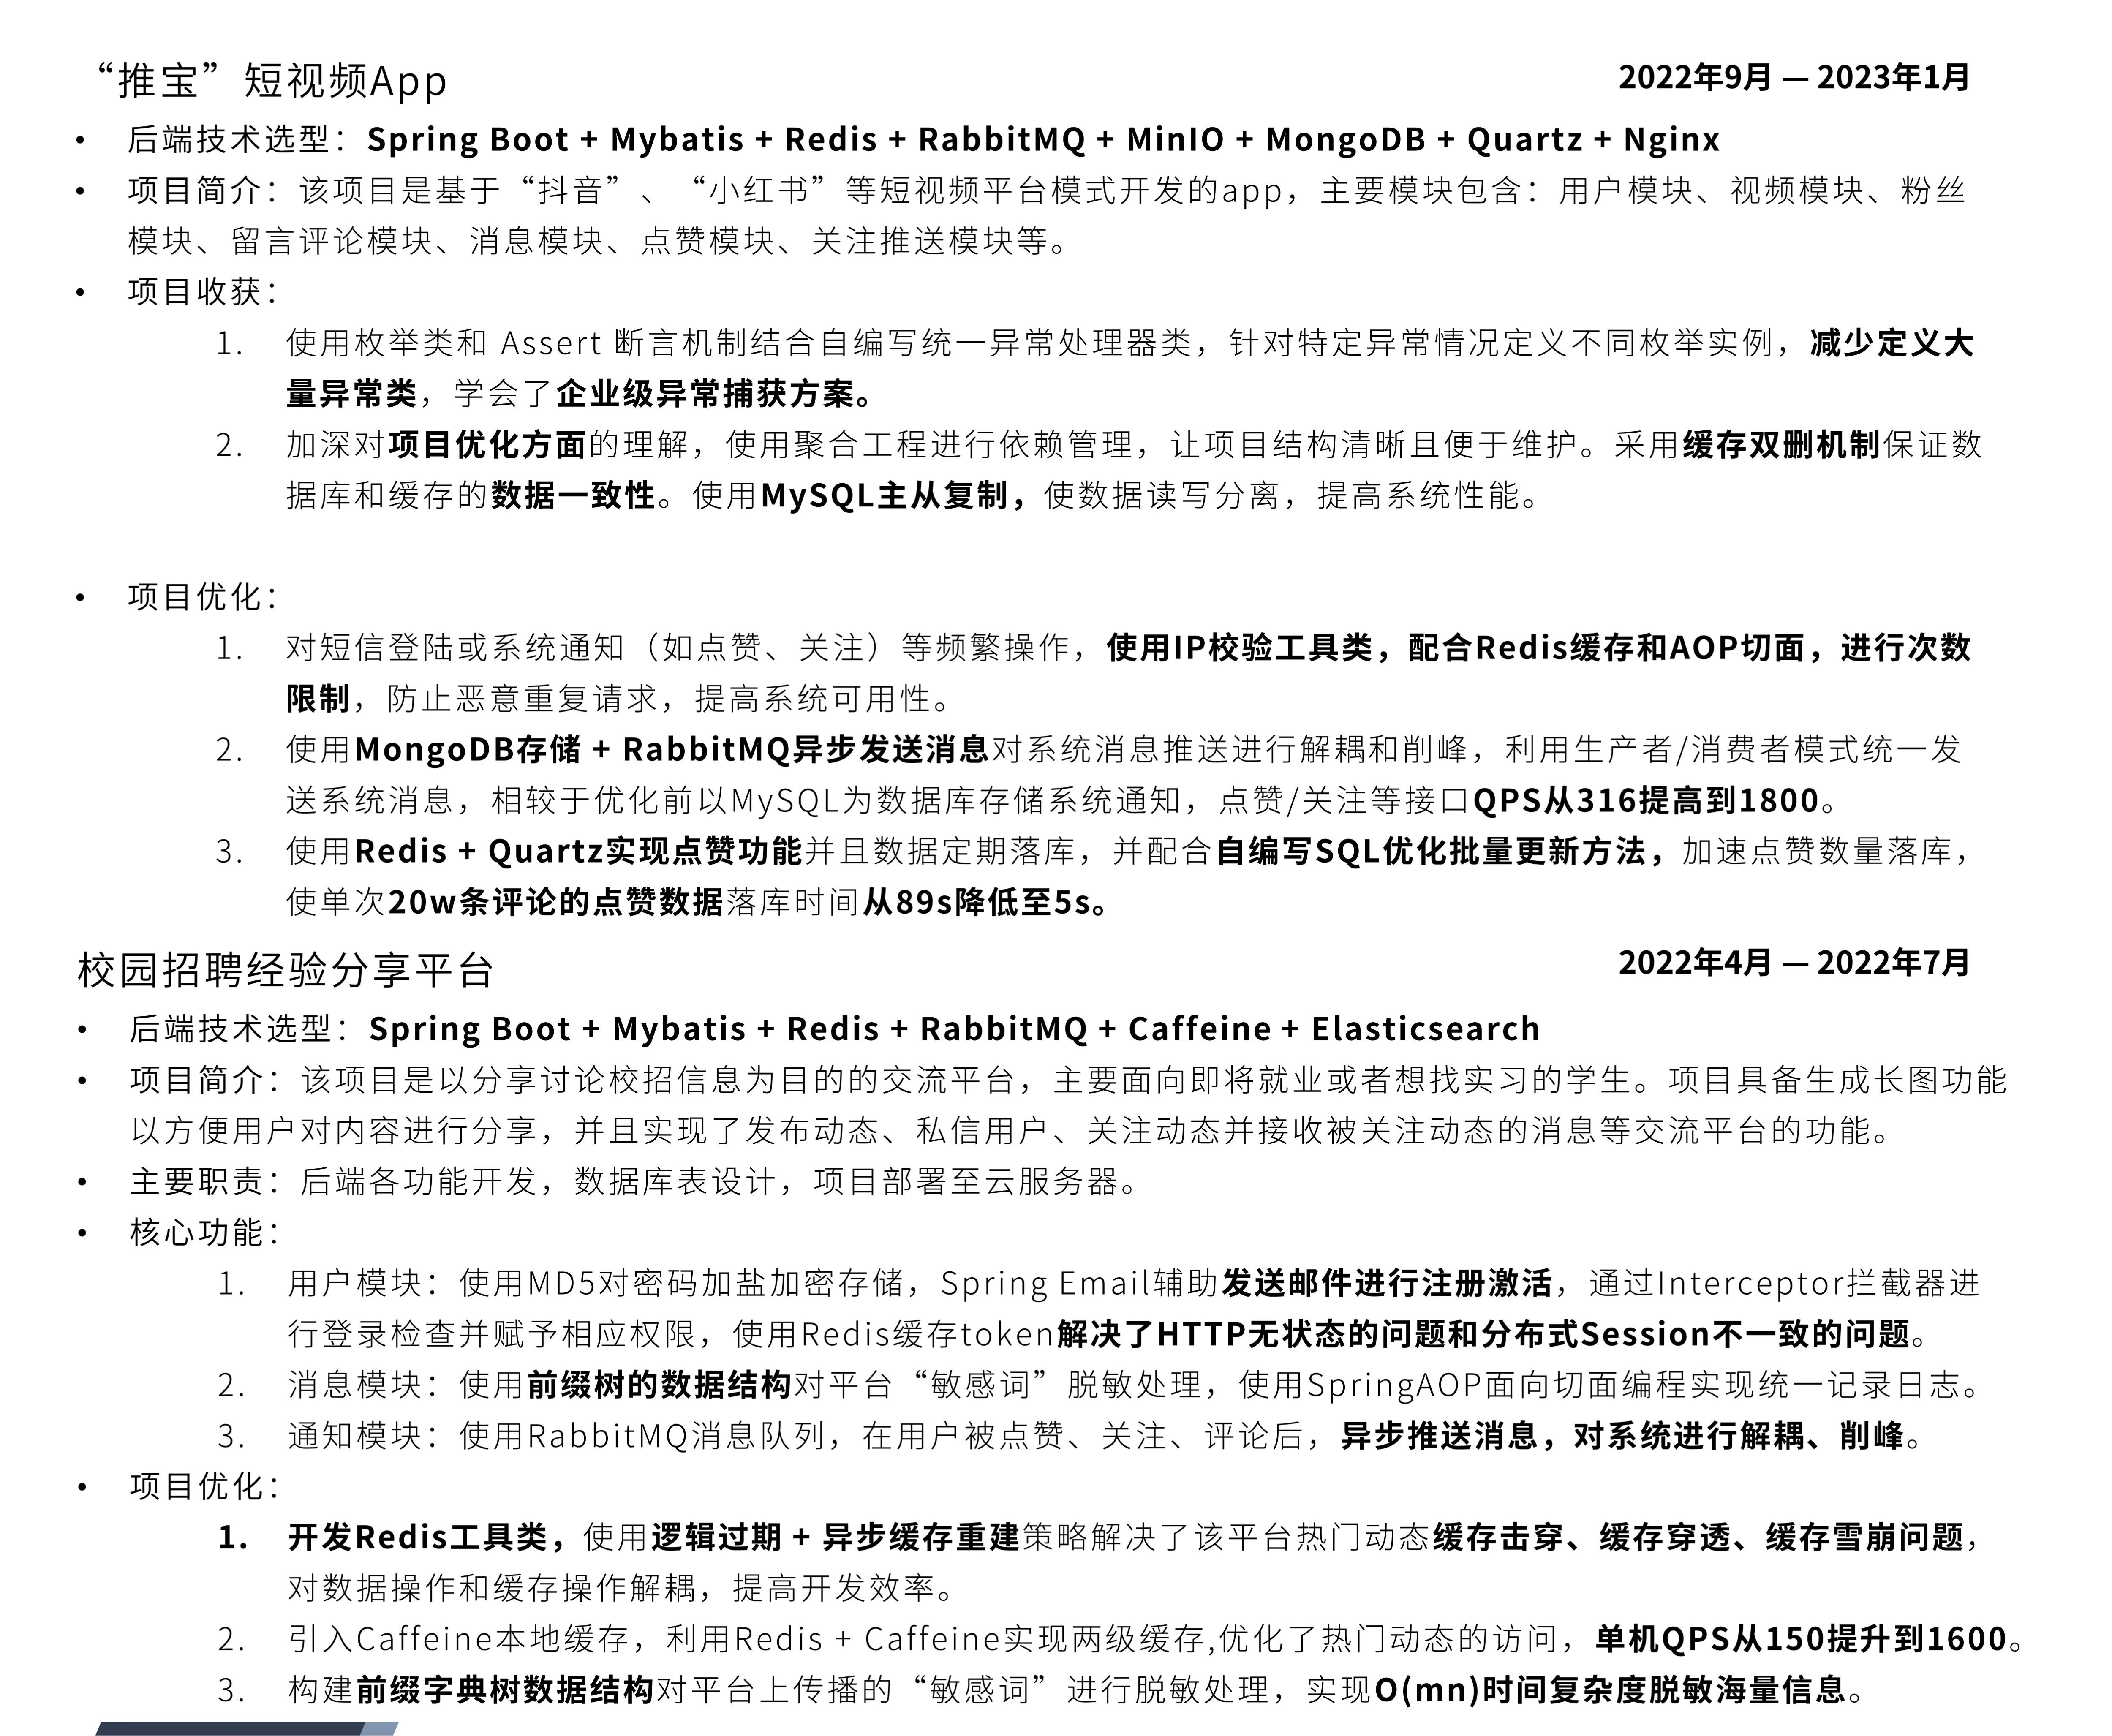 “推宝”短视频App
2022年9月 — 2023年1月
• 后端技术选型：Spring Boot + Mybatis + Redis + RabbitMQ + MinIO + MongoDB + Quartz + Nginx
• 项目简介：该项目是基于“抖音”、“小红书”等短视频平台模式开发的app，主要模块包含：用户模块、视频模块、粉丝
模块、留言评论模块、消息模块、点赞模块、关注推送模块等。
• 项目收获：
1. 使用枚举类和 Assert 断言机制结合自编写统一异常处理器类，针对特定异常情况定义不同枚举实例，减少定义大
量异常类，学会了企业级异常捕获方案。
2. 加深对项目优化方面的理解，使用聚合工程进行依赖管理，让项目结构清晰且便于维护。采用缓存双删机制保证数
据库和缓存的数据一致性。使用MySQL主从复制，使数据读写分离，提高系统性能。
• 项目优化：
1. 对短信登陆或系统通知（如点赞、关注）等频繁操作，使用IP校验工具类，配合Redis缓存和AOP切面，进行次数
限制，防止恶意重复请求，提高系统可用性。
2. 使用MongoDB存储 + RabbitMQ异步发送消息对系统消息推送进行解耦和削峰，利用生产者/消费者模式统一发
送系统消息，相较于优化前以MySQL为数据库存储系统通知，点赞/关注等接口QPS从316提高到1800。
3. 使用Redis + Quartz实现点赞功能并且数据定期落库，并配合自编写SQL优化批量更新方法，加速点赞数量落库，
使单次20w条评论的点赞数据落库时间从89s降低至5s。
校园招聘经验分享平台
2022年4月 — 2022年7月
• 后端技术选型：Spring Boot + Mybatis + Redis + RabbitMQ + Caffeine + Elasticsearch
• 项目简介：该项目是以分享讨论校招信息为目的的交流平台，主要面向即将就业或者想找实习的学生。项目具备生成长图功能
以方便用户对内容进行分享，并且实现了发布动态、私信用户、关注动态并接收被关注动态的消息等交流平台的功能。
• 主要职责：后端各功能开发，数据库表设计，项目部署至云服务器。
• 核心功能：
1. 用户模块：使用MD5对密码加盐加密存储，Spring Email辅助发送邮件进行注册激活，通过Interceptor拦截器进
行登录检查并赋予相应权限，使用Redis缓存token解决了HTTP无状态的问题和分布式Session不一致的问题。
2. 消息模块：使用前缀树的数据结构对平台“敏感词”脱敏处理，使用SpringAOP面向切面编程实现统一记录日志。
3. 通知模块：使用RabbitMQ消息队列，在用户被点赞、关注、评论后，异步推送消息，对系统进行解耦、削峰。
• 项目优化：
1. 开发Redis工具类，使用逻辑过期 + 异步缓存重建策略解决了该平台热门动态缓存击穿、缓存穿透、缓存雪崩问题，
对数据操作和缓存操作解耦，提高开发效率。
2. 引入Caffeine本地缓存，利用Redis + Caffeine实现两级缓存,优化了热门动态的访问，单机QPS从150提升到1600。
3. 构建前缀字典树数据结构对平台上传播的“敏感词”进行脱敏处理，实现O(mn)时间复杂度脱敏海量信息。